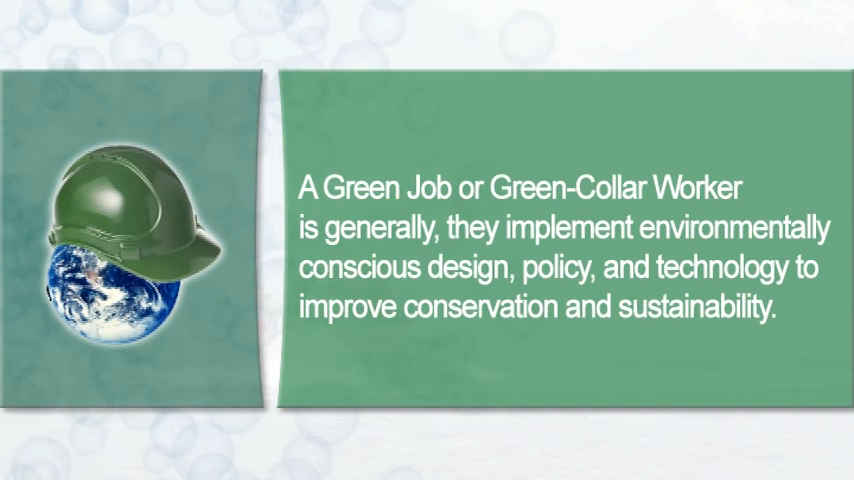 A Green Job or Green-Collar Worker
is generally, they implement environmentally
conscious design, policy, and technology to
improve conservation and sustainability.